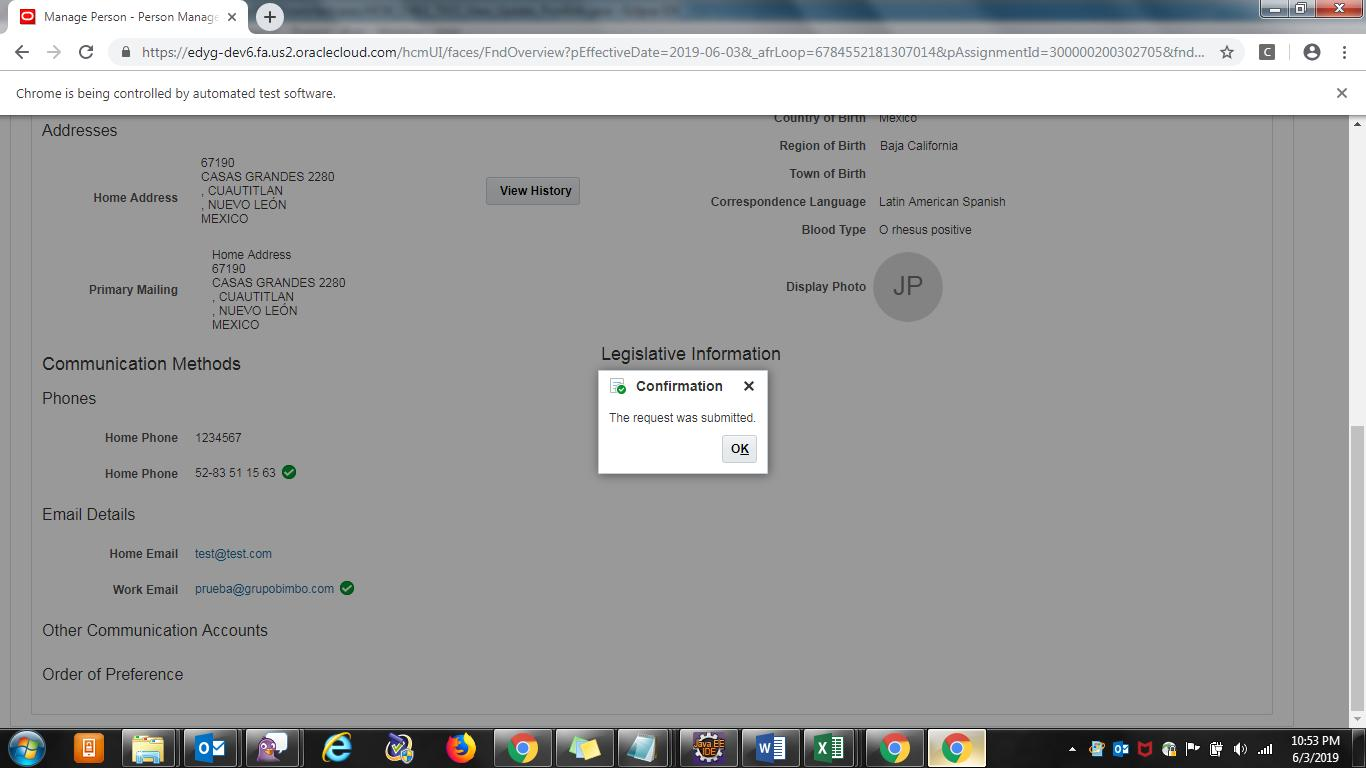 Manage Person - Person Manage
https://edyg-dev6.fa.us2.oraclecloud.com/hcmUI/faces/FndOverview?pEffectiveDate=2019-06-03&_afrLoop=6784552181307014&pAssignmentId=300000200302705&fnd...
C
Chrome is being controlled by automated test software.
Addresses
Home Address
67190
CASAS GRANDES 2280
, CUAUTITLAN
, NUEVO LEÓN
MEXICO
View History
Primary Mailing
Home Address
67190
CASAS GRANDES 2280
, CUAUTITLAN
, NUEVO LEÓN
MEXICO
Country of Birth Mexico
Region of Birth Baja California
Town of Birth
Correspondence Language Latin American Spanish
Blood Type O rhesus positive
Display Photo JP
Communication Methods
Phones
Home Phone 1234567
Home Phone 52-83 51 15 63
Email Details
Home Email test@test.com
Work Email prueba@grupobimbo.com
Other Communication Accounts
Order of Preference
Legislative Information
Confirmation
The request was submitted.
OK
Java EE
IDE
10:53 PM
6/3/2019